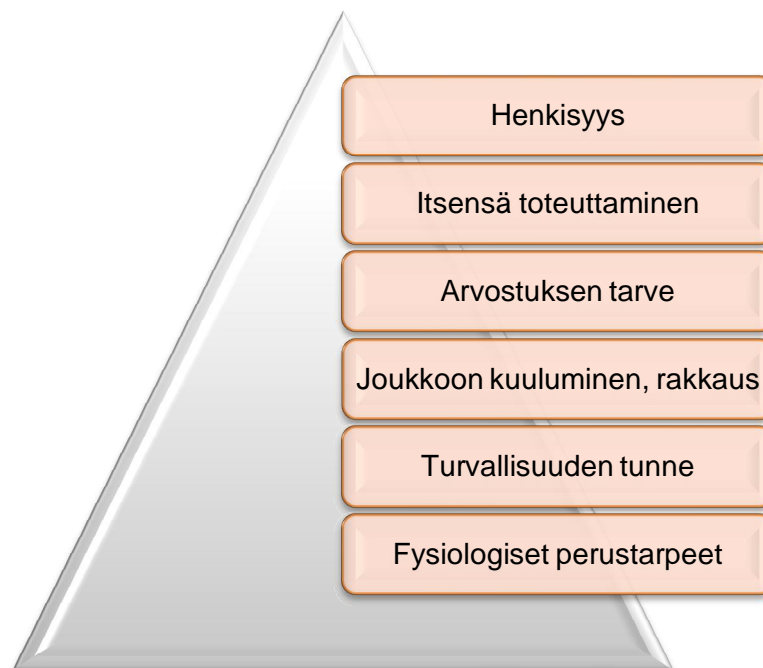 Henkisyys
Itsensä toteuttaminen
Arvostuksen tarve
Joukkoon kuuluminen, rakkaus
Turvallisuuden tunne
Fysiologiset perustarpeet